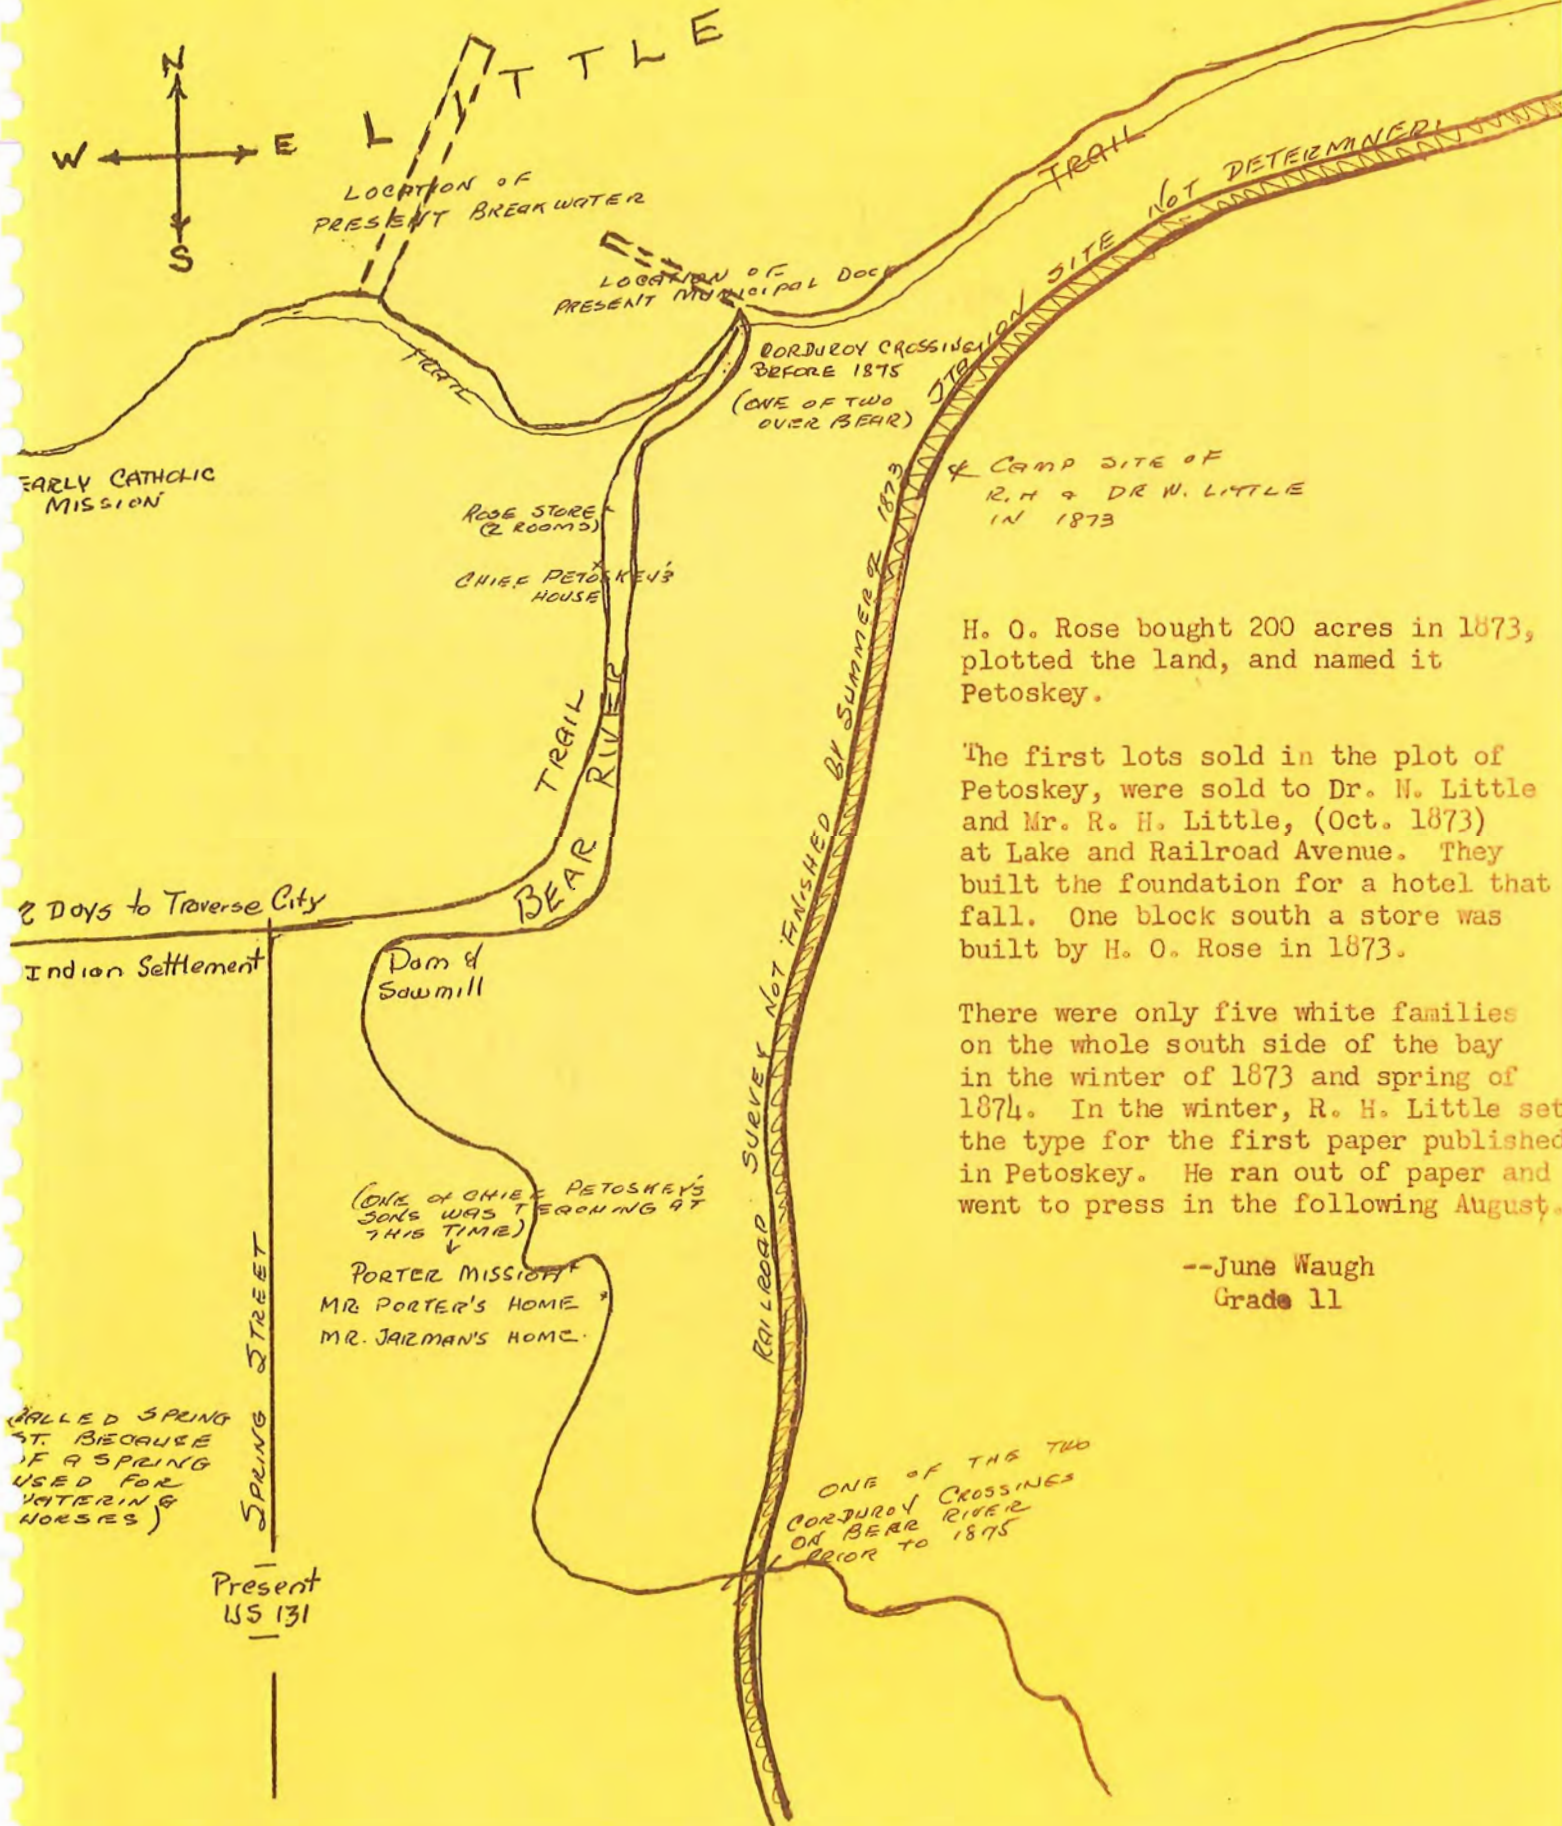 N
W E
S
L I T T L E
LOCATION OF
PRESENT BREAKWATER
LOCATION OF
PRESENT MUNICIPAL DOCK
TRAIL
TRAIL
CORDUROY CROSSING
BEFORE 1875
(ONE OF TWO
OVER BEAR)
STATION SITE NOT DETERMINED
EARLY CATHOLIC
MISSION
CAMP SITE OF
R.H & DR W. LITTLE
IN 1873
ROSE STORE
(2 ROOMS)
CHIEF PETOSKEY'S
HOUSE
TRAIL
BEAR RIVER
RAILROAD SURVEY NOT FINISHED BY SUMMER OF 1873
H. O. Rose bought 200 acres in 1873,
plotted the land, and named it
Petoskey.
The first lots sold in the plot of
Petoskey, were sold to Dr. N. Little
and Mr. R. H. Little, (Oct. 1873)
at Lake and Railroad Avenue. They
built the foundation for a hotel that
fall. One block south a store was
built by H. O. Rose in 1873.
There were only five white families
on the whole south side of the bay
in the winter of 1873 and spring of
1874. In the winter, R. H. Little set
the type for the first paper published
in Petoskey. He ran out of paper and
went to press in the following August.
--June Waugh
Grade 11
2 Days to Traverse City
Indian Settlement
Dam &
Sawmill
(ONE OF CHIEF PETOSKEY'S
SONS WAS TEACHING AT
THIS TIME)
PORTER MISSION
MR. PORTER'S HOME
MR. JARMAN'S HOME.
SPRING STREET
(CALLED SPRING
ST. BECAUSE
OF A SPRING
USED FOR
WATERING
HORSES)
Present
US 131
ONE OF THE TWO
CORDUROY CROSSINGS
ON BEAR RIVER
PRIOR TO 1875